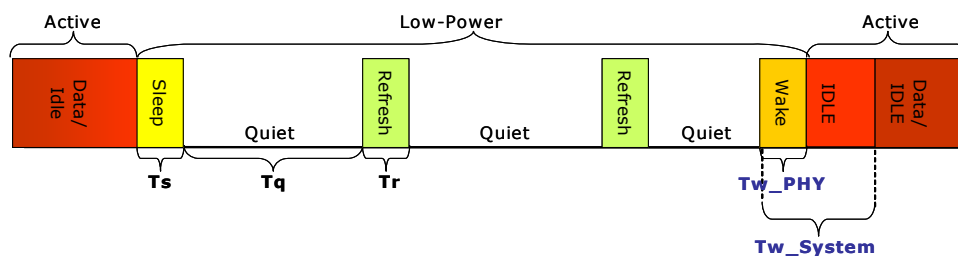 Active
Low-Power
Active
Data/
Idle
Sleep
Quiet
Refresh
Quiet
Refresh
Quiet
Wake
IDLE
Data/
IDLE
Ts
Tq
Tr
Tw_PHY
Tw_System